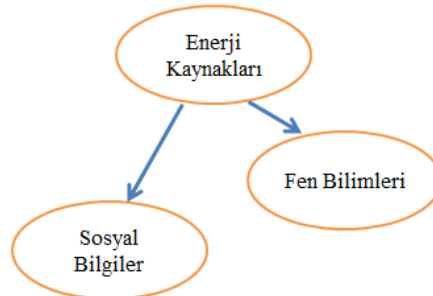 Enerji
Kaynakları
Fen Bilimleri
Sosyal
Bilgiler